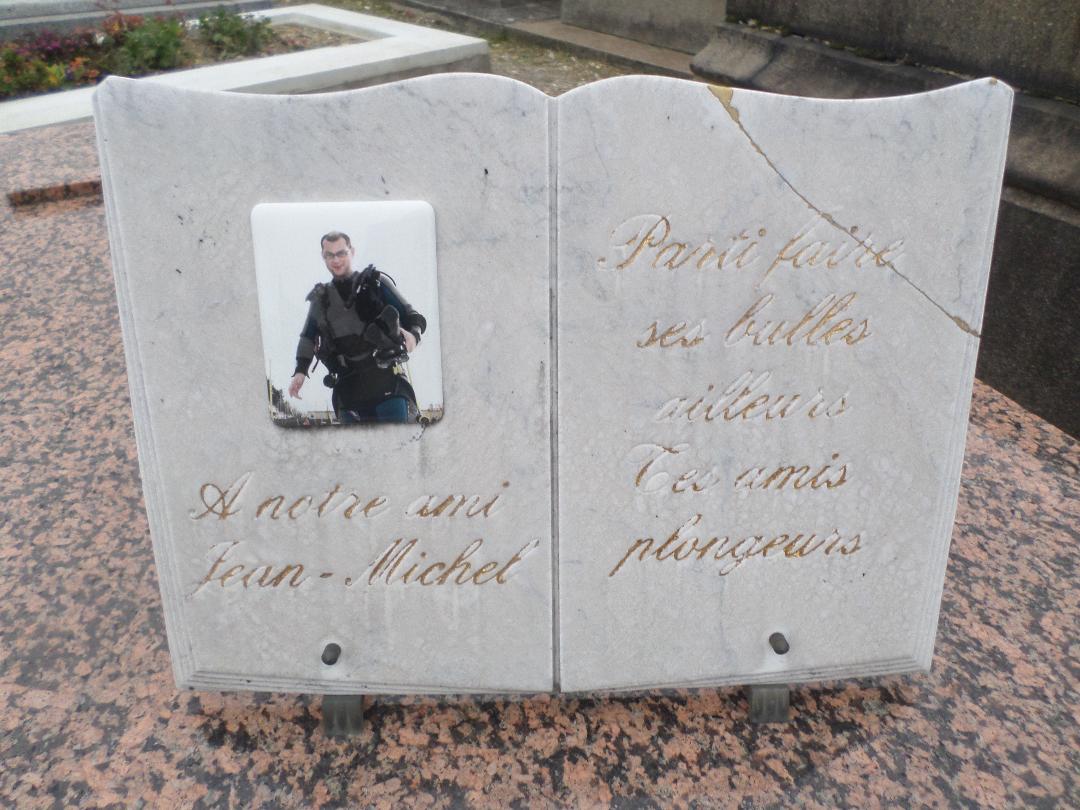 A notre ami
Jean-Michel
Parti faire
ses bulles
ailleurs
Tes amis
plongeurs